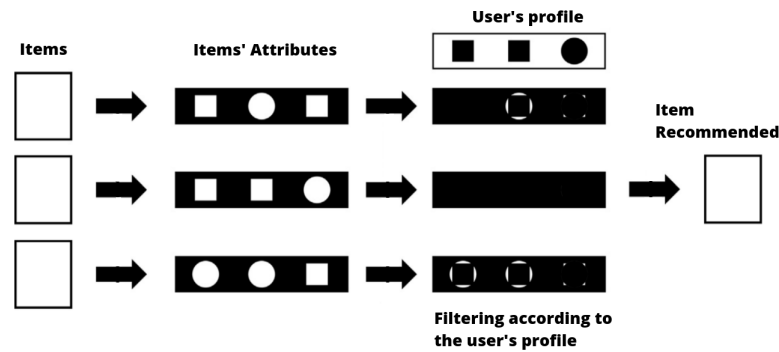 User's profile
Items
Items' Attributes
Item
Recommended
Filtering according to
the user's profile